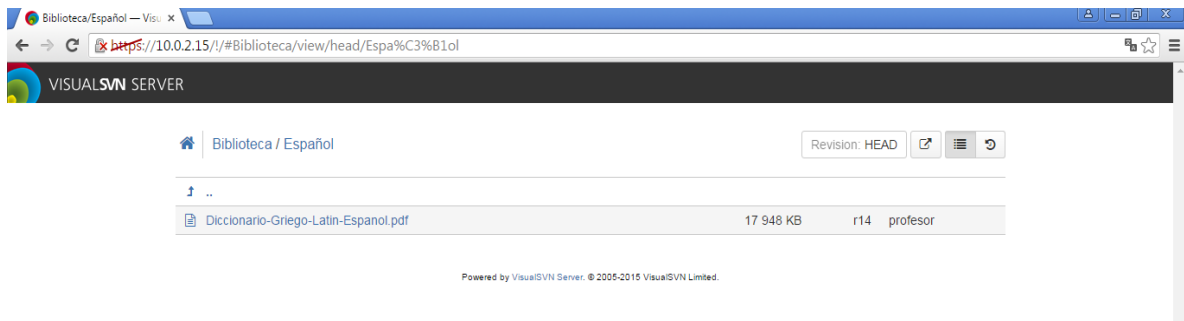 Biblioteca/Español — Visu
https://10.0.2.15/!/#Biblioteca/view/head/Espa%C3%B1ol
VISUALSVN SERVER
Biblioteca / Español
Revision: HEAD
..
Diccionario-Griego-Latin-Espanol.pdf 17 948 KB r14 profesor
Powered by VisualSVN Server. © 2005-2015 VisualSVN Limited.